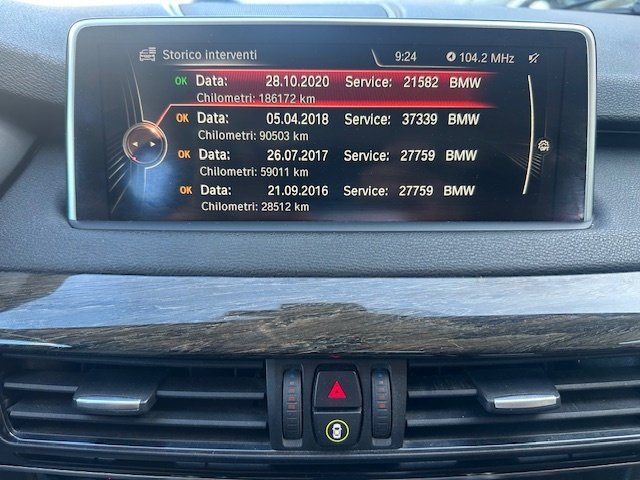 Storico interventi 9:24 104.2 MHz
OK Data: 28.10.2020 Service: 21582 BMW
Chilometri: 186172 km
OK Data: 05.04.2018 Service: 37339 BMW
Chilometri: 90503 km
OK Data: 26.07.2017 Service: 27759 BMW
Chilometri: 59011 km
OK Data: 21.09.2016 Service: 27759 BMW
Chilometri: 28512 km